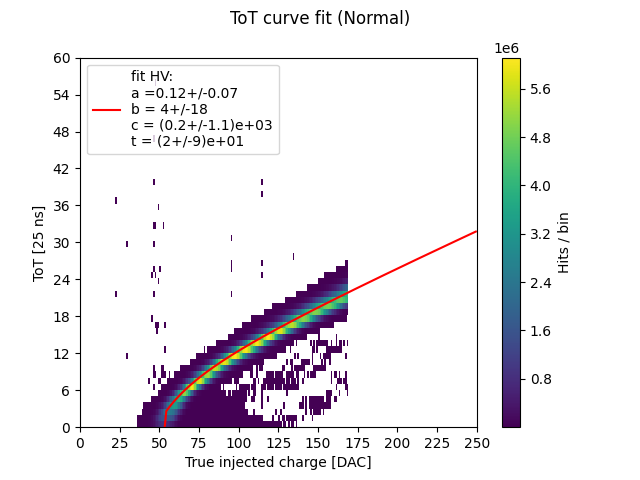 ToT curve fit (Normal)
1e6
fit HV:
a =0.12+/-0.07
b = 4+/-18
c = (0.2+/-1.1)e+03
t = (2+/-9)e+01
60
54
48
42
36
30
24
18
12
6
0
ToT [25 ns]
0
25
50
75
100
125
150
175
200
225
250
True injected charge [DAC]
5.6
4.8
4.0
3.2
2.4
1.6
0.8
Hits / bin